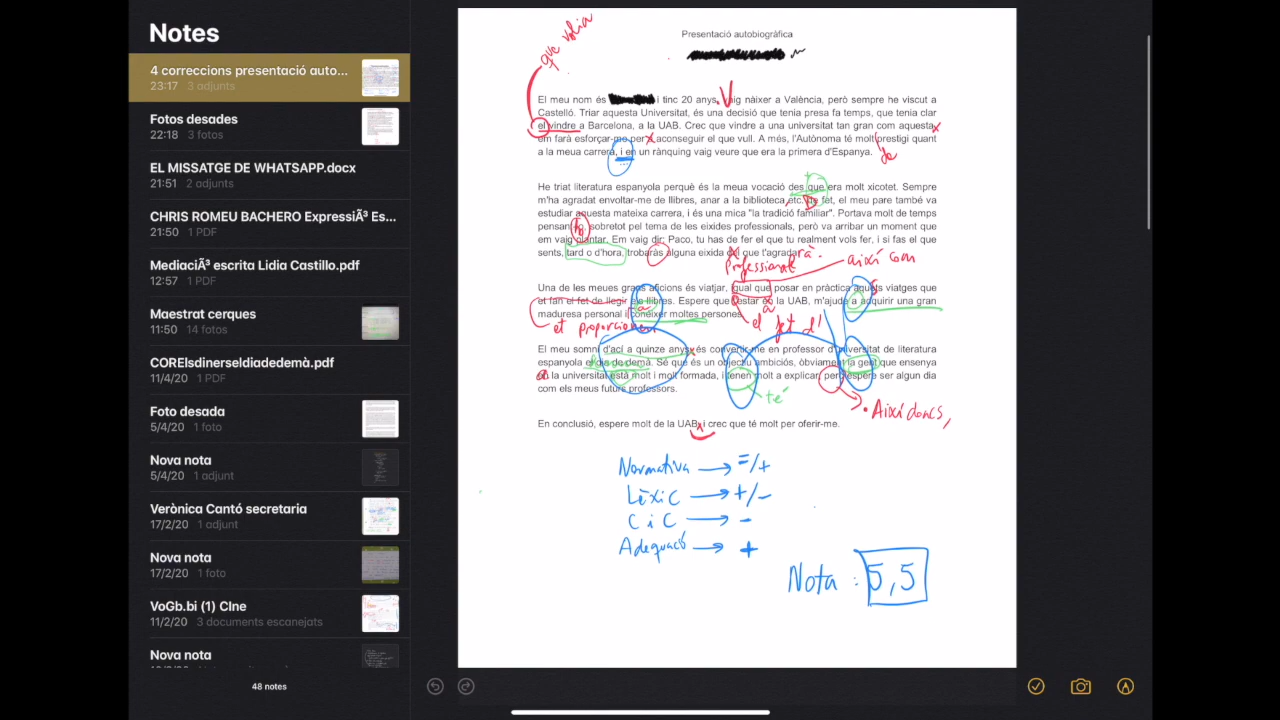 Notes
4 correccions presentació auto...
23:17 3 adjunts
Fotos desades
22:18 3 fotos
EL MISSATGE DE WHATSAPP.docx
21:51 2 adjunts
CHRIS ROMEU BACHERO ExpressiÃ³ Es...
21:50 1 PDF
12:51 1 PDF
Maestrat cerques
11:50 14 fotos
16/4/20 1 PDF
Foto desada
5/4/20 1 foto
Nova nota
5/4/20 1 adjunt
Verònica Cantó secretaria
17/2/20 1 adjunt
Nova nota
17/2/20 1 foto
VoQb.bi (1) CIne
11/2/20 3 documents escanejats
Nova nota
48 notes
que volia
Presentació autobiogràfica
El meu nom és i tinc 20 anys. V vaig nàixer a València, però sempre he viscut a
Castelló. Triar aquesta Universitat, és una decisió que tenia presa fa temps, que tenia clar
el vindre a Barcelona, a la UAB. Crec que vindre a una universitat tan gran com aquesta
em farà esforçar-me per aconseguir el que vull. A més, l'Autònoma té molt prestigi quant
de
a la meua carrera, i en un rànquing vaig veure que era la primera d'Espanya.
He triat literatura espanyola perquè és la meua vocació des que era molt xicotet. Sempre
m'ha agradat envoltar-me de llibres, anar a la biblioteca etc. De fet, el meu pare també va
estudiar aquesta mateixa carrera, i és una mica "la tradició familiar". Portava molt de temps
pensant-ho, sobretot pel tema de les eixides professionals, però va arribar un moment que
em vaig plantar. Em vaig dir: Paco, tu has de fer el que tu realment vols fer, i si fas el que
sents, tard o d'hora, trobaràs alguna eixida del que t'agradarà.
professional
així com
Una de les meues grans aficions és viatjar, igual que posar en pràctica aquells viatges que
et fan el fet de llegir els llibres. Espere que l'estar en la UAB, m'ajude a adquirir una gran
maduresa personal i conèixer moltes persones.
et proporcionen
el fet d'
El meu somni d'ací a quinze anys és convertir-me en professor d'universitat de literatura
espanyola el dia de demà. Sé que és un objectiu ambiciós, òbviament la gent que ensenya
en la universitat està molt i molt formada, i tenen molt a explicar, però espere ser algun dia
com els meus futurs professors.
té
• Així doncs,
En conclusió, espere molt de la UAB i crec que té molt per oferir-me.
Normativa → =/+
Lèxic → +/-
C i C → -
Adequació → +
Nota : 5,5